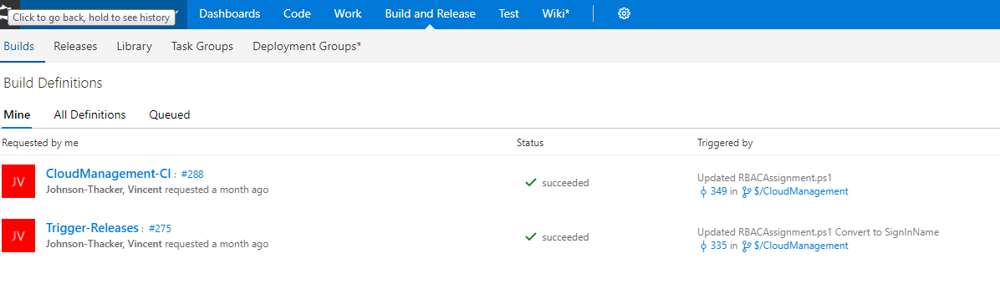 Click to go back, hold to see history
Dashboards Code Work Build and Release Test Wiki*
Builds Releases Library Task Groups Deployment Groups*
Build Definitions
Mine All Definitions Queued
Requested by me Status Triggered by
JV CloudManagement-CI : #288
Johnson-Thacker, Vincent requested a month ago
succeeded
Updated RBACAssignment.ps1
349 in $/CloudManagement
JV Trigger-Releases : #275
Johnson-Thacker, Vincent requested a month ago
succeeded
Updated RBACAssignment.ps1 Convert to SignInName
335 in $/CloudManagement